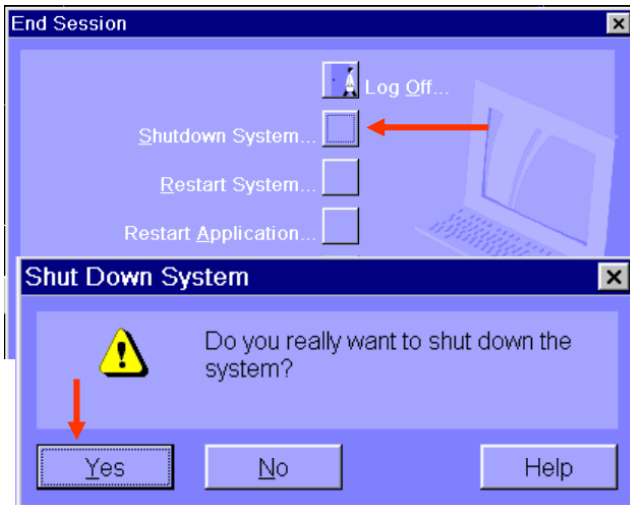 End Session
Log Off...
Shutdown System...
Restart System...
Restart Application...
Shut Down System
Do you really want to shut down the
system?
Yes
No
Help